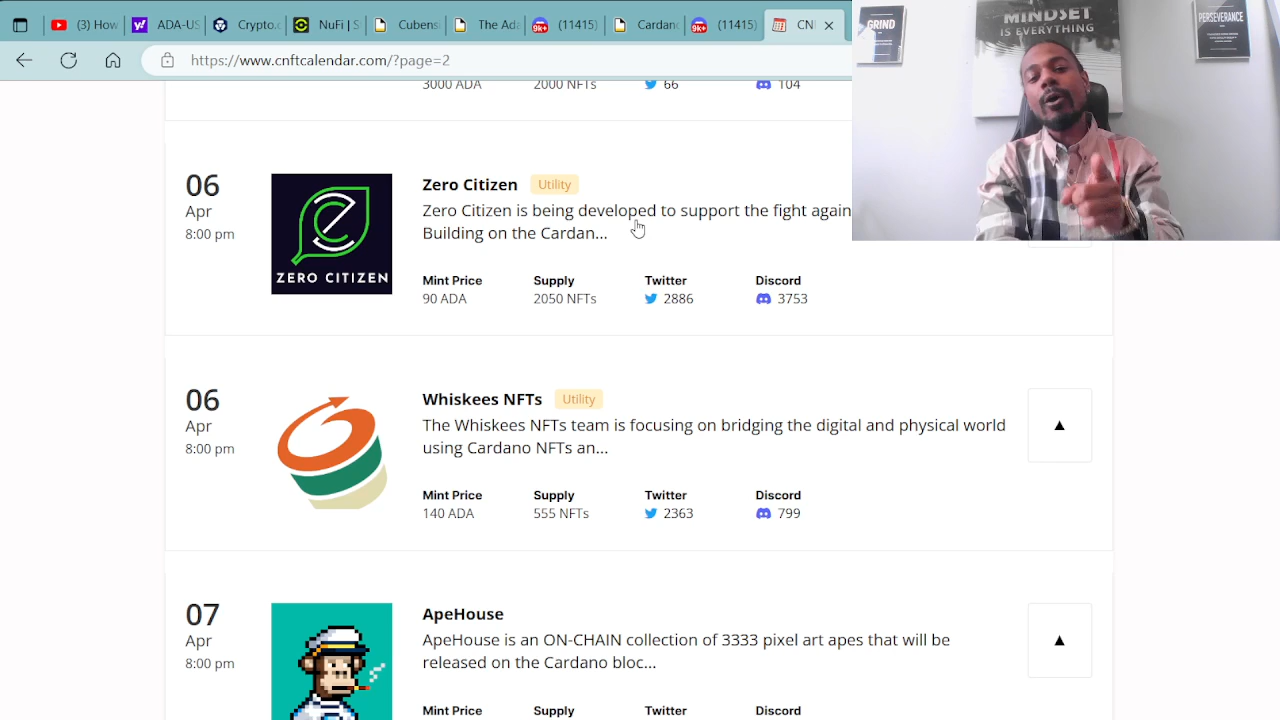 (3) How
ADA-US
Crypto.c
NuFi | S
Cubens
The Ada
(11415)
Cardano
(11415)
CNF
https://www.cnftcalendar.com/?page=2
GRIND
MINDSET
IS EVERYTHING
PERSEVERANCE
3000 ADA 2000 NFTs 66 104
06
Apr
8:00 pm
ZERO CITIZEN
Zero Citizen Utility
Zero Citizen is being developed to support the fight again
Building on the Cardan...
Mint Price Supply Twitter Discord
90 ADA 2050 NFTs 2886 3753
06
Apr
8:00 pm
Whiskees NFTs Utility
The Whiskees NFTs team is focusing on bridging the digital and physical world
using Cardano NFTs an...
Mint Price Supply Twitter Discord
140 ADA 555 NFTs 2363 799
07
Apr
8:00 pm
ApeHouse
ApeHouse is an ON-CHAIN collection of 3333 pixel art apes that will be
released on the Cardano bloc...
Mint Price Supply Twitter Discord